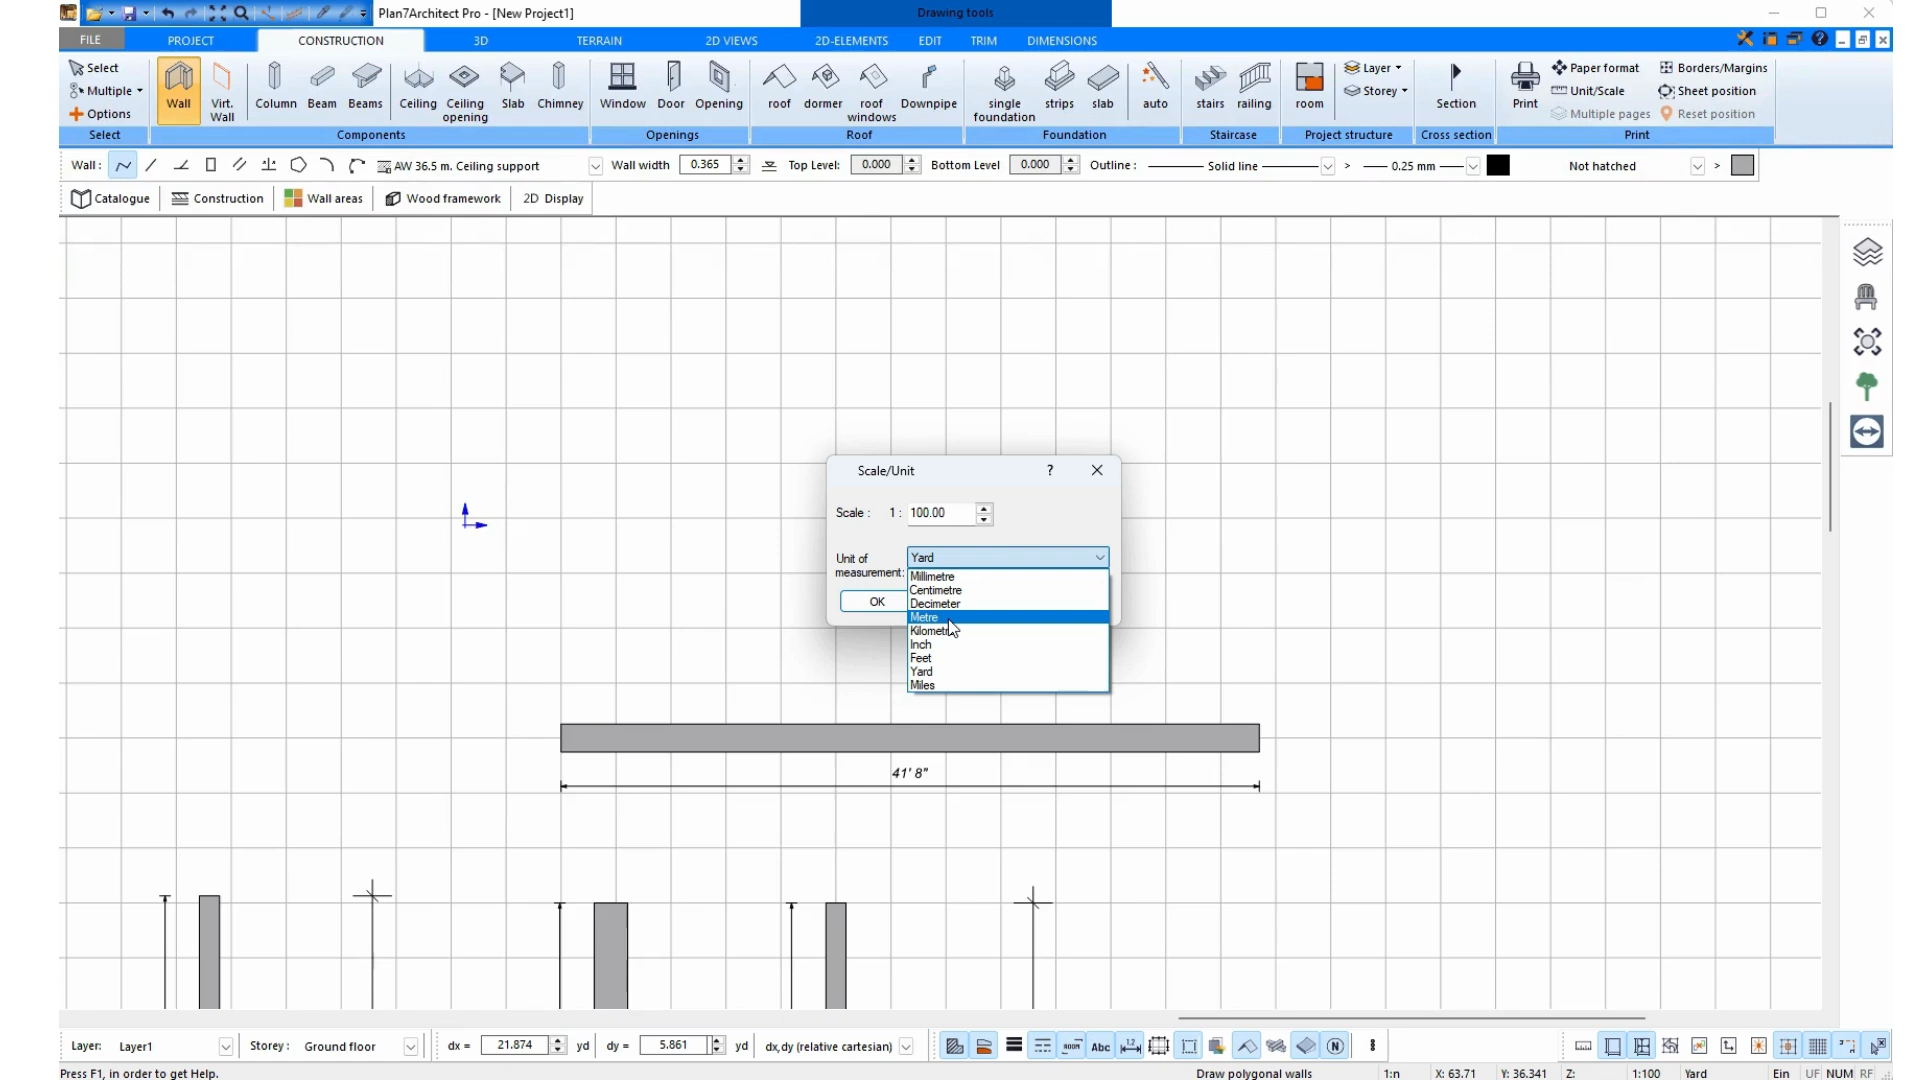 Plan7Architect Pro - [New Project1]
Drawing tools
FILE PROJECT CONSTRUCTION 3D TERRAIN 2D VIEWS 2D-ELEMENTS EDIT TRIM DIMENSIONS
Select
Multiple
Options
Select
Wall
Virt. Wall
Column
Beam
Beams
Ceiling
Ceiling opening
Slab
Chimney
Components
Window
Door
Opening
Openings
roof
dormer
roof windows
Downpipe
Roof
single foundation
strips
slab
auto
Foundation
stairs
railing
Staircase
room
Layer
Storey
Project structure
Section
Cross section
Print
Paper format
Unit/Scale
Multiple pages
Borders/Margins
Sheet position
Reset position
Print
Wall : AW 36.5 m. Ceiling support Wall width 0.365 Top Level: 0.000 Bottom Level 0.000 Outline : Solid line > 0.25 mm Not hatched >
Catalogue Construction Wall areas Wood framework 2D Display
Scale/Unit ?
Scale : 1 : 100.00
Unit of measurement: Yard
Millimetre
Centimetre
Decimeter
Metre
Inch
Feet
Yard
Miles
OK
41' 8"
Layer: Layer1 Storey : Ground floor dx = 21.874 yd dy = 5.861 yd dx,dy (relative cartesian)
ROOM Abc 1.2 N
Press F1, in order to get Help. Draw polygonal walls 1:n X: 63.71 Y: 36.341 Z: 1:100 Yard Ein UF NUM RF